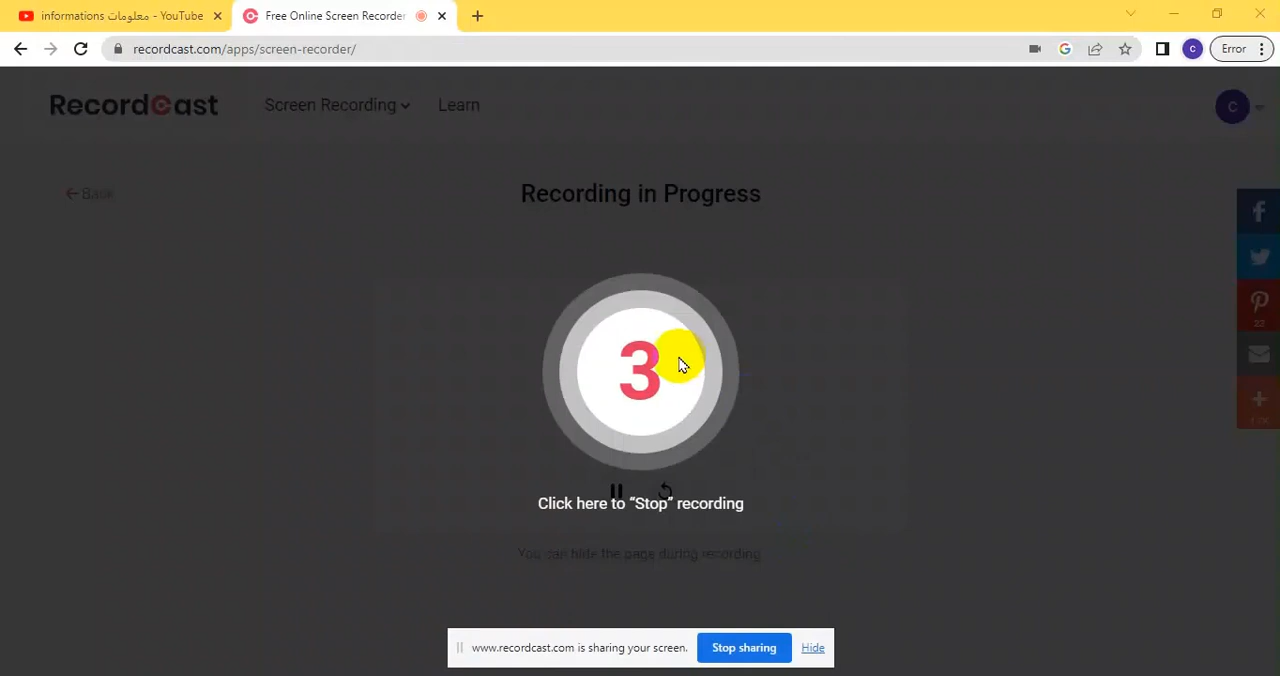 informations معلومات - YouTube
Free Online Screen Recorder
recordcast.com/apps/screen-recorder/
Error
RecordCast
Screen Recording
Learn
C
Back
Recording in Progress
23
3
Click here to “Stop” recording
You can hide the page during recording
www.recordcast.com is sharing your screen.
Stop sharing
Hide